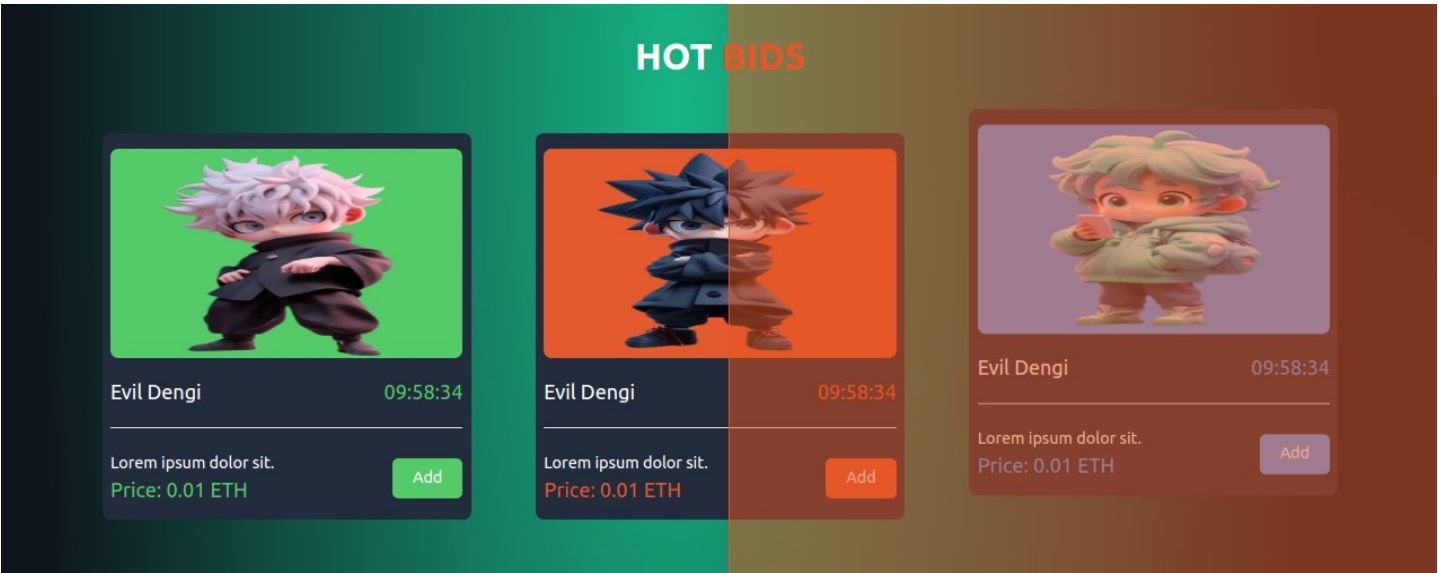 HOT BIDS
Evil Dengi 09:58:34
Lorem ipsum dolor sit.
Price: 0.01 ETH
Add
Evil Dengi 09:58:34
Lorem ipsum dolor sit.
Price: 0.01 ETH
Add
Evil Dengi 09:58:34
Lorem ipsum dolor sit.
Price: 0.01 ETH
Add